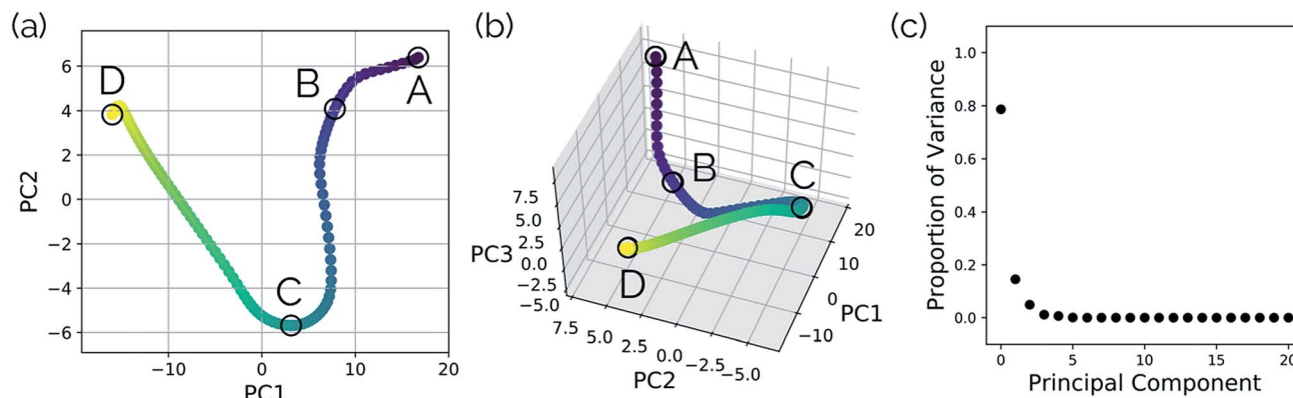 (a)
D
B
A
C
6
4
2
0
−2
−4
−6
PC2
−10
0
10
20
PC1
(b)
A
B
C
D
7.5
5.0
2.5
0.0
−2.5
−5.0
PC3
7.5
5.0
2.5
0.0
−2.5
−5.0
PC2
20
10
0
−10
PC1
(c)
1.0
0.8
0.6
0.4
0.2
0.0
Proportion of Variance
0
5
10
15
20
Principal Component